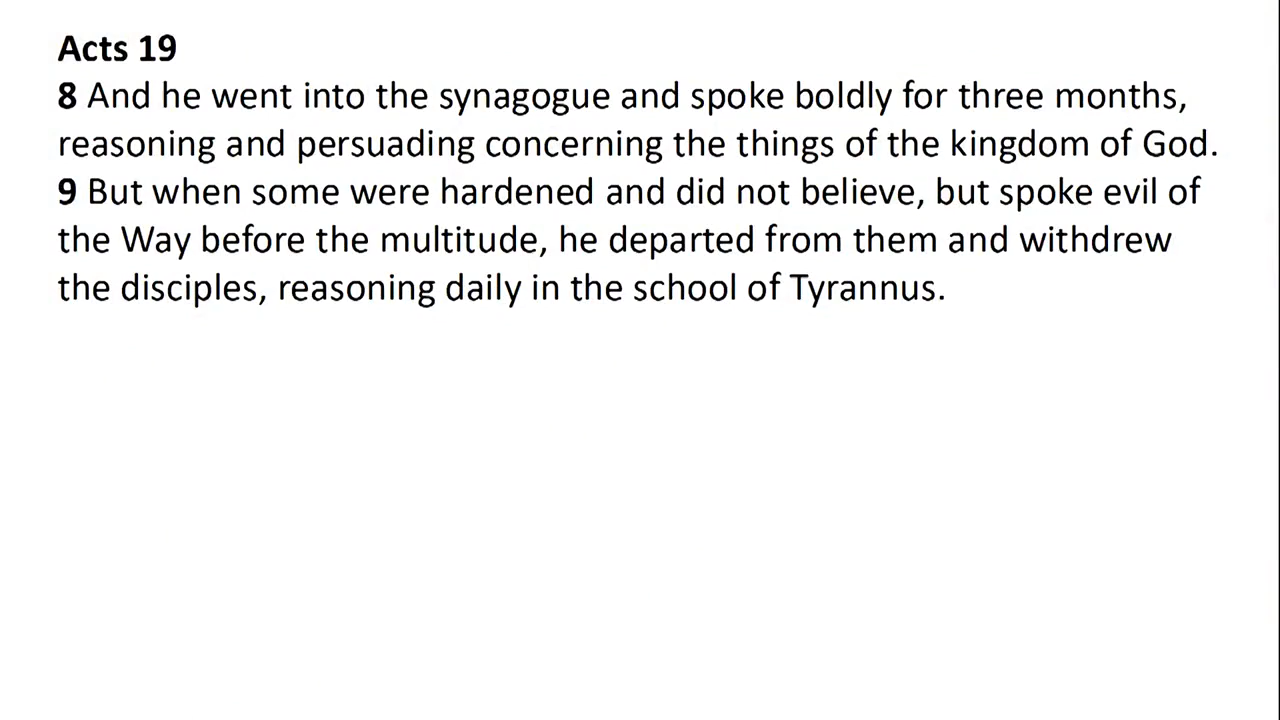 Acts 19
8 And he went into the synagogue and spoke boldly for three months,
reasoning and persuading concerning the things of the kingdom of God.
9 But when some were hardened and did not believe, but spoke evil of
the Way before the multitude, he departed from them and withdrew
the disciples, reasoning daily in the school of Tyrannus.